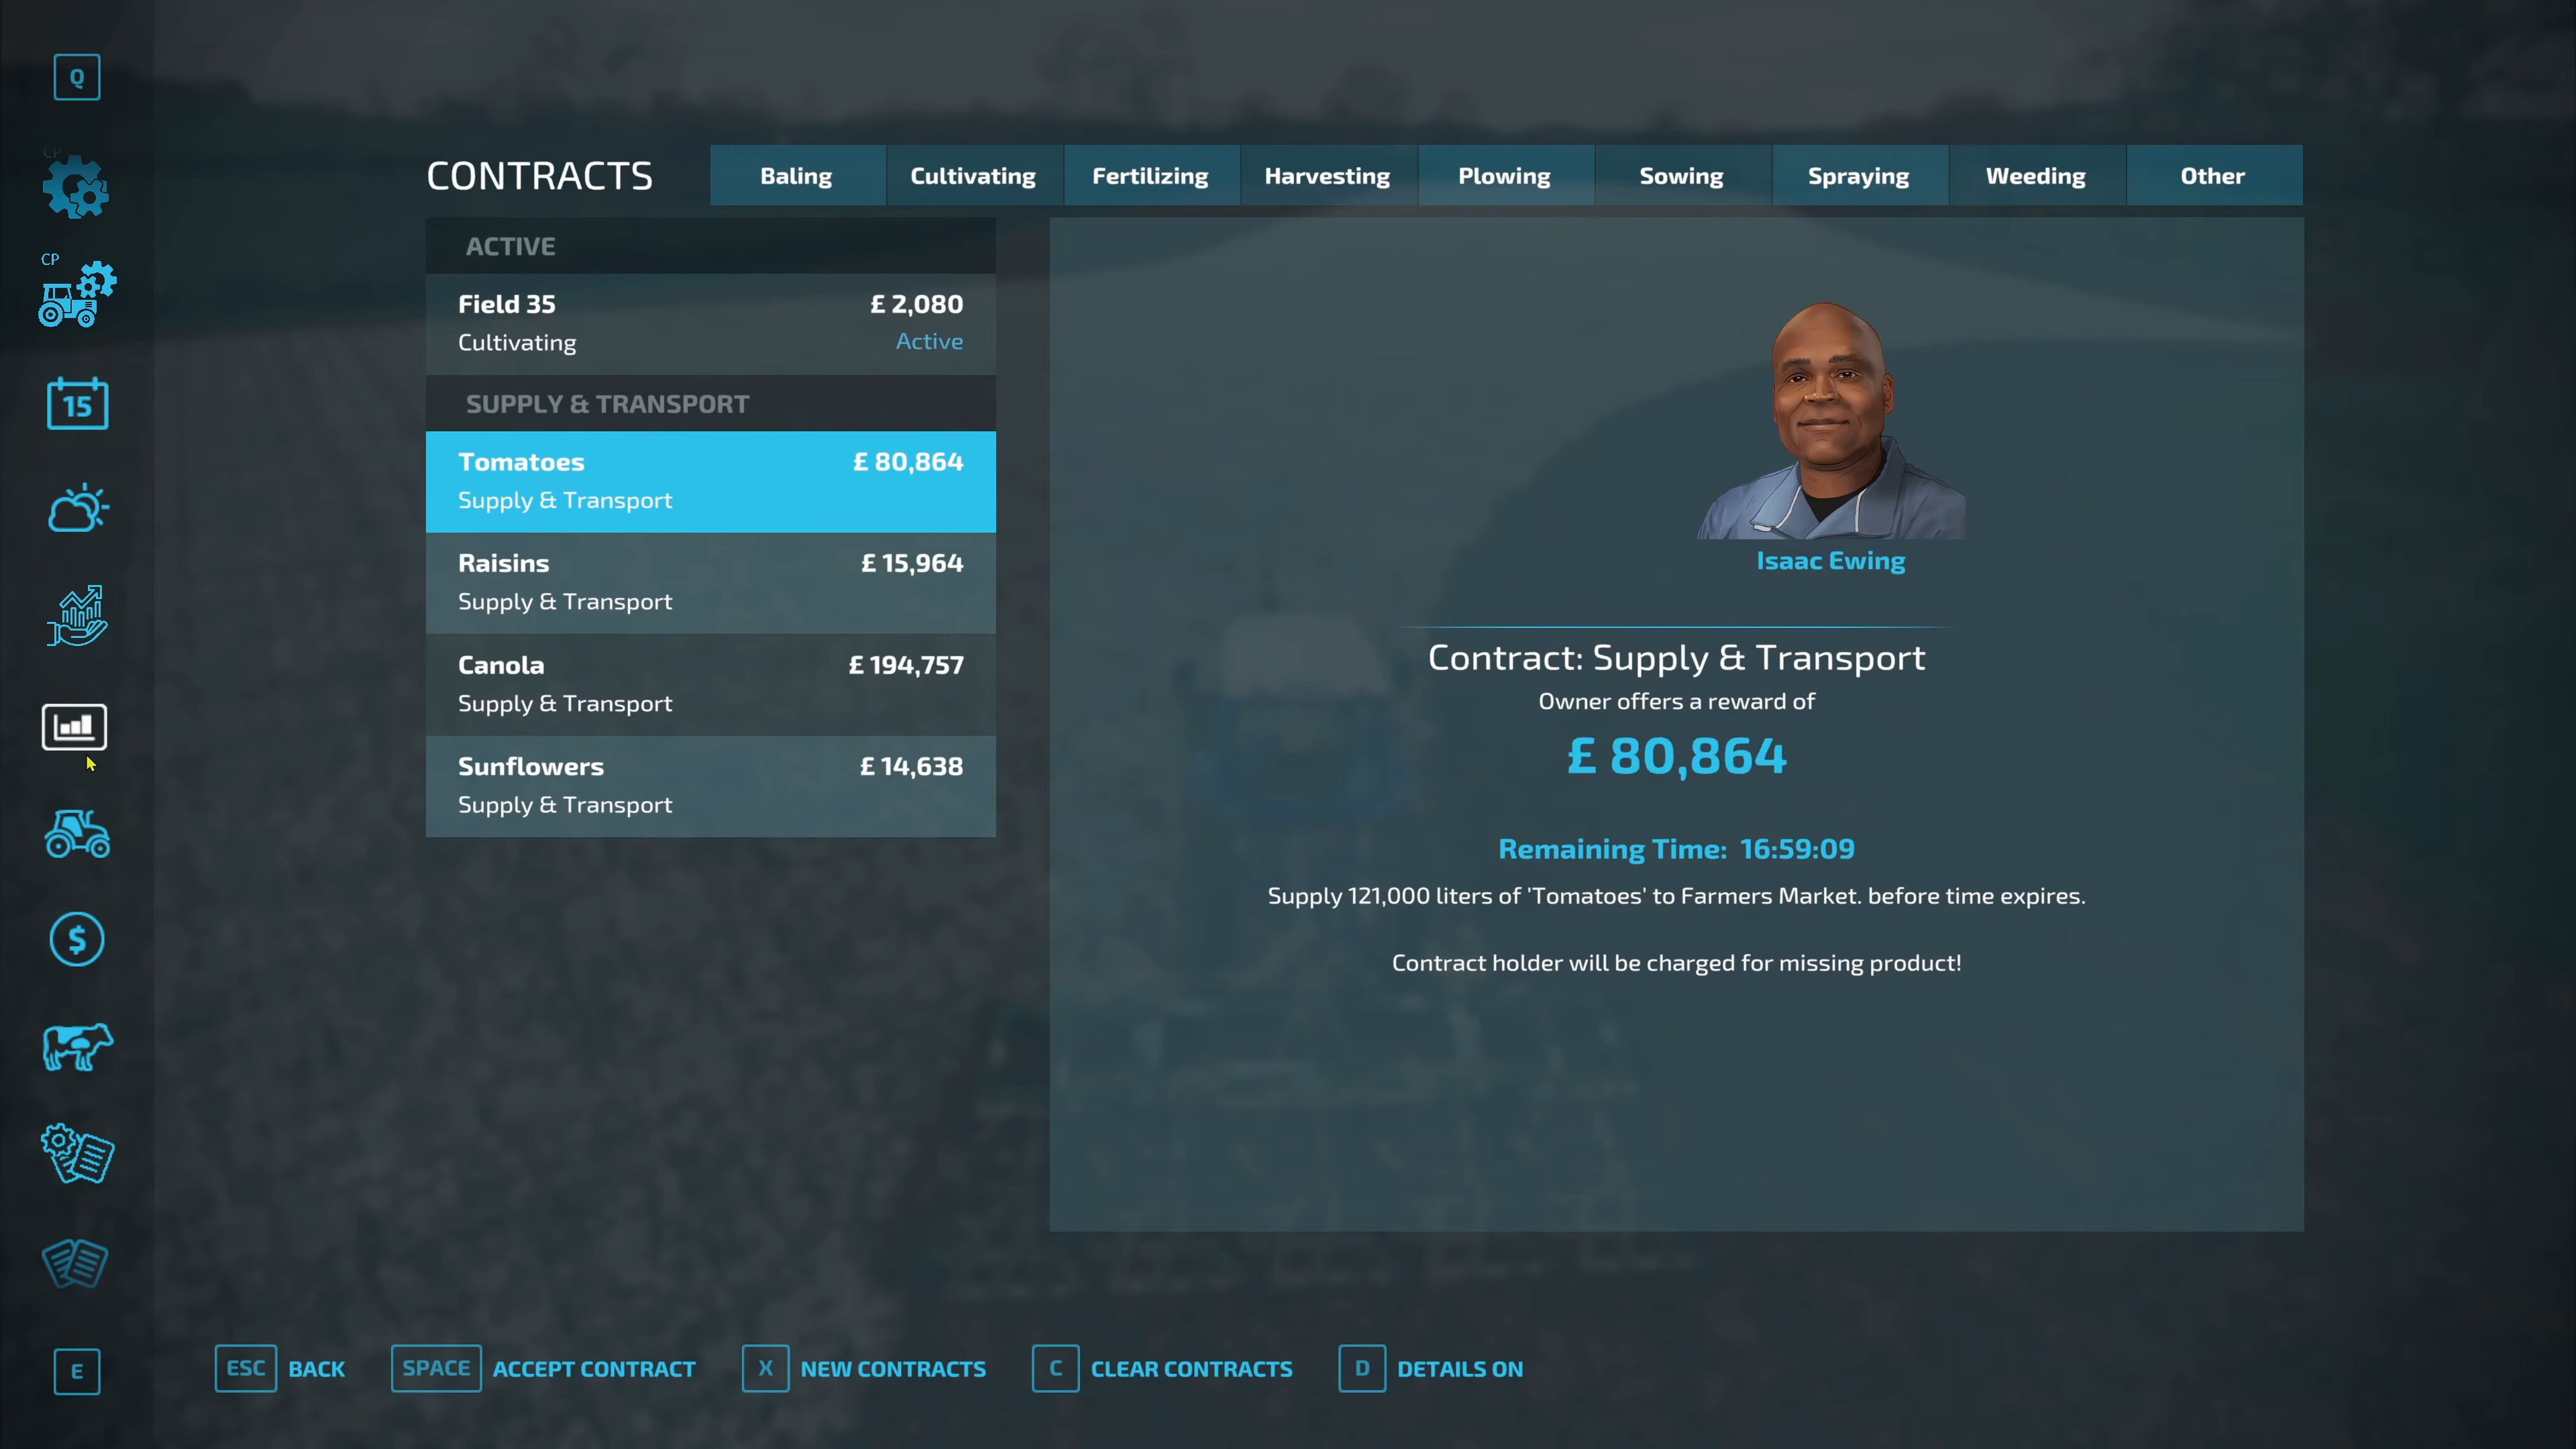 Q
CP
CP
15
$
E
CONTRACTS
Baling Cultivating Fertilizing Harvesting Plowing Sowing Spraying Weeding Other
ACTIVE
Field 35 £ 2,080
Cultivating Active
SUPPLY & TRANSPORT
Tomatoes £ 80,864
Supply & Transport
Raisins £ 15,964
Supply & Transport
Canola £ 194,757
Supply & Transport
Sunflowers £ 14,638
Supply & Transport
Isaac Ewing
Contract: Supply & Transport
Owner offers a reward of
£ 80,864
Remaining Time: 16:59:09
Supply 121,000 liters of 'Tomatoes' to Farmers Market. before time expires.
Contract holder will be charged for missing product!
ESC BACK SPACE ACCEPT CONTRACT X NEW CONTRACTS C CLEAR CONTRACTS D DETAILS ON